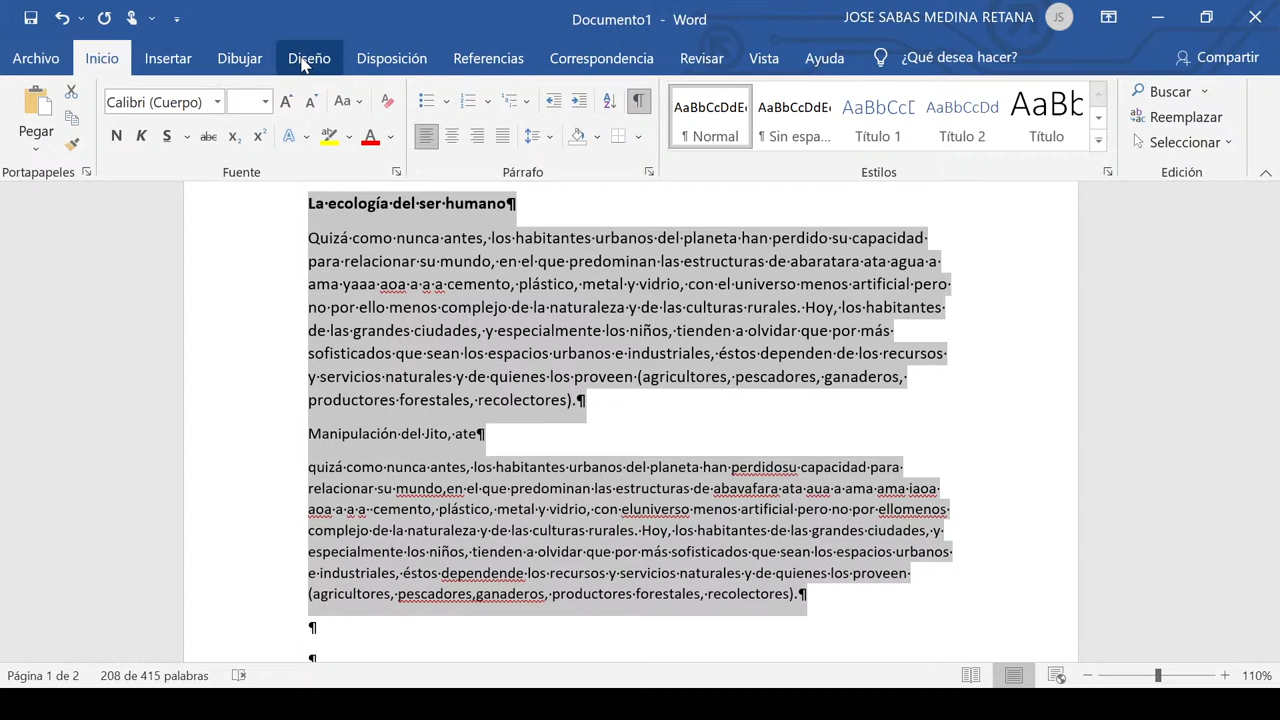 Documento1 - Word
JOSE SABAS MEDINA RETANA
JS
Archivo
Inicio
Insertar
Dibujar
Diseño
Disposición
Referencias
Correspondencia
Revisar
Vista
Ayuda
¿Qué desea hacer?
Compartir
Pegar
Portapapeles
Calibri (Cuerpo)
Aa
N K S abc x₂ x²
A
A
Fuente
Párrafo
AaBbCcDdEe
¶ Normal
AaBbCcDdEe
¶ Sin espa...
AaBbCcD
Título 1
AaBbCcDd
Título 2
AaBb
Título
Estilos
Buscar
Reemplazar
Seleccionar
Edición
La·ecología·del·ser·humano¶
Quizá·como·nunca·antes,·los·habitantes·urbanos·del·planeta·han·perdido·su·capacidad·
para·relacionar·su·mundo,·en·el·que·predominan·las·estructuras·de·abaratara·ata·agua·a·
ama·yaaa·aoa·a·a·a·cemento,·plástico,·metal·y·vidrio,·con·el·universo·menos·artificial·pero·
no·por·ello·menos·complejo·de·la·naturaleza·y·de·las·culturas·rurales.·Hoy,·los·habitantes·
de·las·grandes·ciudades,·y·especialmente·los·niños,·tienden·a·olvidar·que·por·más·
sofisticados·que·sean·los·espacios·urbanos·e·industriales,·éstos·dependen·de·los·recursos·
y·servicios·naturales·y·de·quienes·los·proveen·(agricultores,·pescadores,·ganaderos,·
productores·forestales,·recolectores).¶
Manipulación·del·Jito,·ate¶
quizá·como·nunca·antes,·los·habitantes·urbanos·del·planeta·han·perdidosu·capacidad·para·
relacionar·su·mundo,en·el·que·predominan·las·estructuras·de·abavafara·ata·aua·a·ama·ama·iaoa·
aoa·a·a·a··cemento,·plástico,·metal·y·vidrio,·con·eluniverso·menos·artificial·pero·no·por·ellomenos·
complejo·de·la·naturaleza·y·de·las·culturas·rurales.·Hoy,·los·habitantes·de·las·grandes·ciudades,·y·
especialmente·los·niños,·tienden·a·olvidar·que·por·más·sofisticados·que·sean·los·espacios·urbanos·
e·industriales,·éstos·dependende·los·recursos·y·servicios·naturales·y·de·quienes·los·proveen·
(agricultores,·pescadores,ganaderos,·productores·forestales,·recolectores).¶
¶
¶
Página 1 de 2
208 de 415 palabras
110%